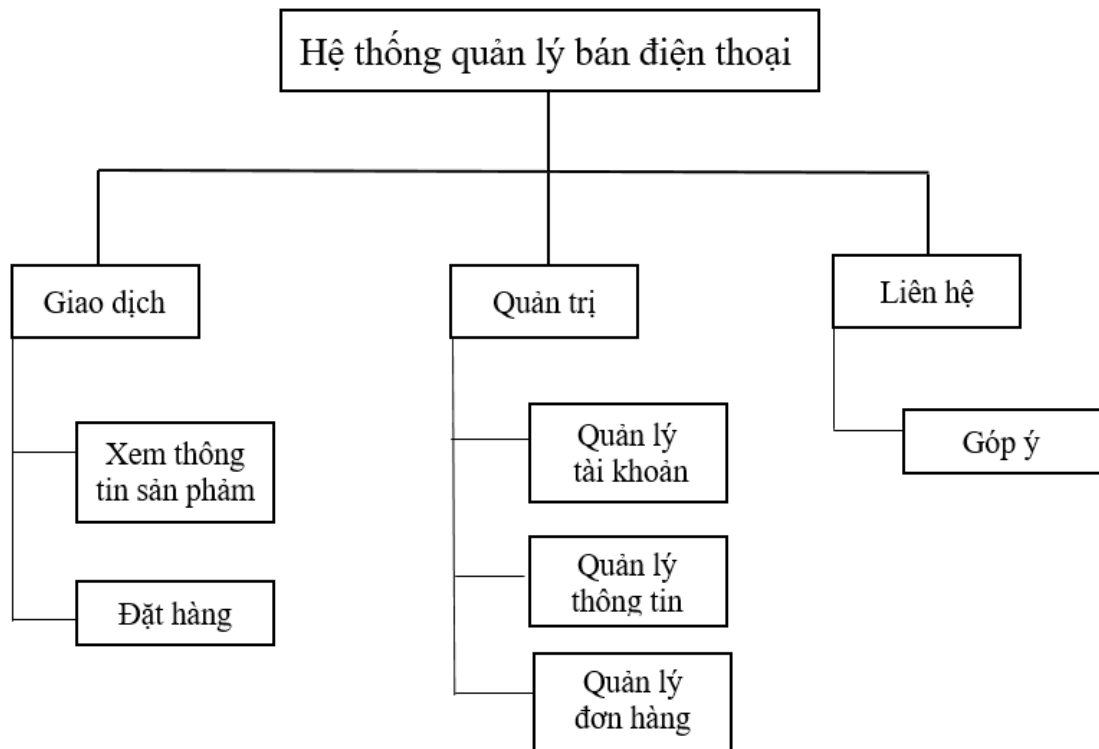 Hệ thống quản lý bán điện thoại
Giao dịch
Quản trị
Liên hệ
Xem thông
tin sản phảm
Đặt hàng
Quản lý
tài khoản
Quản lý
thông tin
Quản lý
đơn hàng
Góp ý